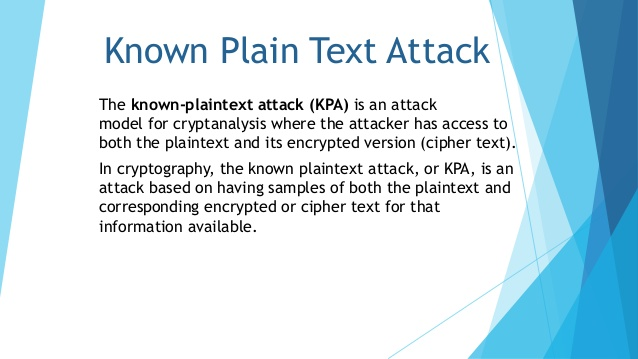 Known Plain Text Attack
The known-plaintext attack (KPA) is an attack
model for cryptanalysis where the attacker has access to
both the plaintext and its encrypted version (cipher text).
In cryptography, the known plaintext attack, or KPA, is an
attack based on having samples of both the plaintext and
corresponding encrypted or cipher text for that
information available.